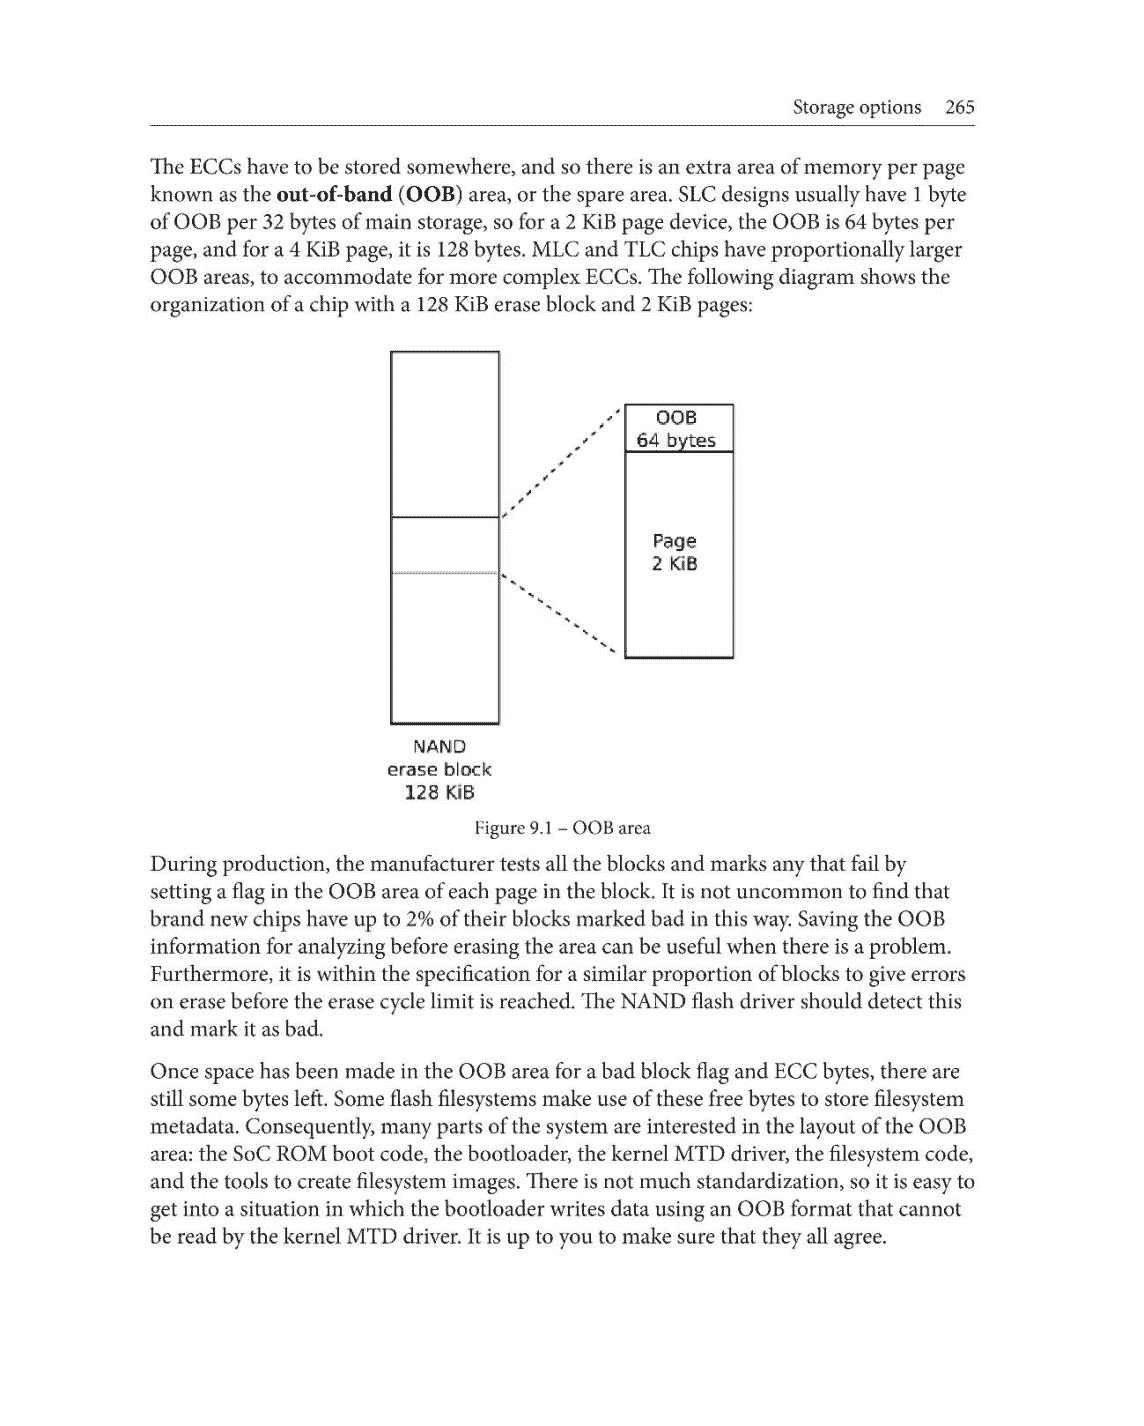 Storage options 265
The ECCs have to be stored somewhere, and so there is an extra area of memory per page
known as the out-of-band (OOB) area, or the spare area. SLC designs usually have 1 byte
of OOB per 32 bytes of main storage, so for a 2 KiB page device, the OOB is 64 bytes per
page, and for a 4 KiB page, it is 128 bytes. MLC and TLC chips have proportionally larger
OOB areas, to accommodate for more complex ECCs. The following diagram shows the
organization of a chip with a 128 KiB erase block and 2 KiB pages:
OOB
64 bytes
Page
2 KiB
NAND
erase block
128 KiB
Figure 9.1 – OOB area
During production, the manufacturer tests all the blocks and marks any that fail by
setting a flag in the OOB area of each page in the block. It is not uncommon to find that
brand new chips have up to 2% of their blocks marked bad in this way. Saving the OOB
information for analyzing before erasing the area can be useful when there is a problem.
Furthermore, it is within the specification for a similar proportion of blocks to give errors
on erase before the erase cycle limit is reached. The NAND flash driver should detect this
and mark it as bad.
Once space has been made in the OOB area for a bad block flag and ECC bytes, there are
still some bytes left. Some flash filesystems make use of these free bytes to store filesystem
metadata. Consequently, many parts of the system are interested in the layout of the OOB
area: the SoC ROM boot code, the bootloader, the kernel MTD driver, the filesystem code,
and the tools to create filesystem images. There is not much standardization, so it is easy to
get into a situation in which the bootloader writes data using an OOB format that cannot
be read by the kernel MTD driver. It is up to you to make sure that they all agree.